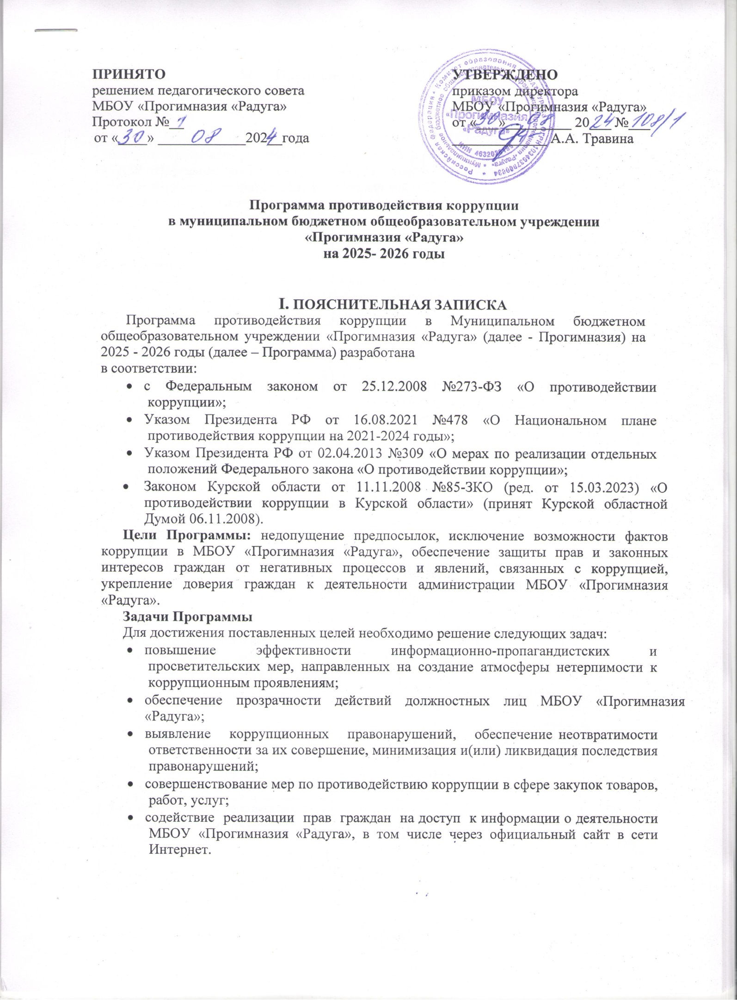 ПРИНЯТО
решением педагогического совета
МБОУ «Прогимназия «Радуга»
Протокол № 1
от «30» 08 2024 года
УТВЕРЖДЕНО
приказом директора
МБОУ «Прогимназия «Радуга»
от «30» 08 2024 № 108/1
А.А. Травина
МБОУ
«Прогимназия
«Радуга»
Программа противодействия коррупции
в муниципальном бюджетном общеобразовательном учреждении
«Прогимназия «Радуга»
на 2025- 2026 годы
I. ПОЯСНИТЕЛЬНАЯ ЗАПИСКА
Программа противодействия коррупции в Муниципальном бюджетном
общеобразовательном учреждении «Прогимназия «Радуга» (далее - Прогимназия) на
2025 - 2026 годы (далее – Программа) разработана
в соответствии:
• с Федеральным законом от 25.12.2008 №273-ФЗ «О противодействии
коррупции»;
• Указом Президента РФ от 16.08.2021 №478 «О Национальном плане
противодействия коррупции на 2021-2024 годы»;
• Указом Президента РФ от 02.04.2013 №309 «О мерах по реализации отдельных
положений Федерального закона «О противодействии коррупции»;
• Законом Курской области от 11.11.2008 №85-ЗКО (ред. от 15.03.2023) «О
противодействии коррупции в Курской области» (принят Курской областной
Думой 06.11.2008).
Цели Программы: недопущение предпосылок, исключение возможности фактов
коррупции в МБОУ «Прогимназия «Радуга», обеспечение защиты прав и законных
интересов граждан от негативных процессов и явлений, связанных с коррупцией,
укрепление доверия граждан к деятельности администрации МБОУ «Прогимназия
«Радуга».
Задачи Программы
Для достижения поставленных целей необходимо решение следующих задач:
• повышение эффективности информационно-пропагандистских и
просветительских мер, направленных на создание атмосферы нетерпимости к
коррупционным проявлениям;
• обеспечение прозрачности действий должностных лиц МБОУ «Прогимназия
«Радуга»;
• выявление коррупционных правонарушений, обеспечение неотвратимости
ответственности за их совершение, минимизация и(или) ликвидация последствия
правонарушений;
• совершенствование мер по противодействию коррупции в сфере закупок товаров,
работ, услуг;
• содействие реализации прав граждан на доступ к информации о деятельности
МБОУ «Прогимназия «Радуга», в том числе через официальный сайт в сети
Интернет.